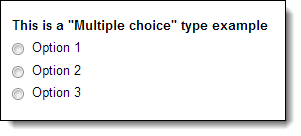 This is a "Multiple choice" type example
Option 1
Option 2
Option 3